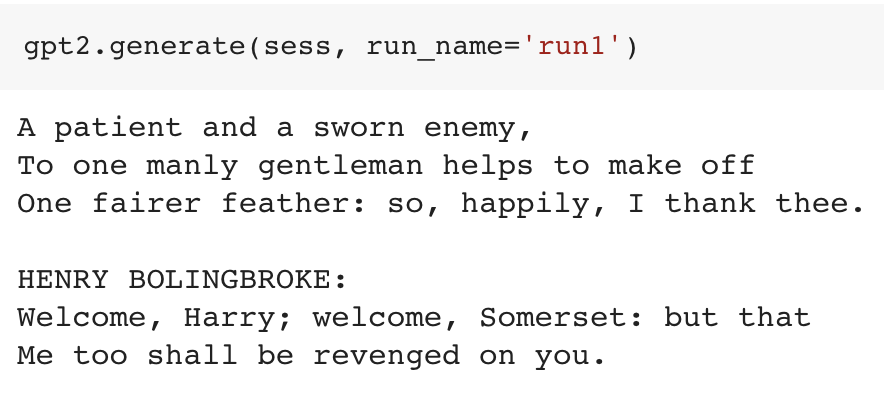 gpt2.generate(sess, run_name='run1')
A patient and a sworn enemy,
To one manly gentleman helps to make off
One fairer feather: so, happily, I thank thee.
HENRY BOLINGBROKE:
Welcome, Harry; welcome, Somerset: but that
Me too shall be revenged on you.